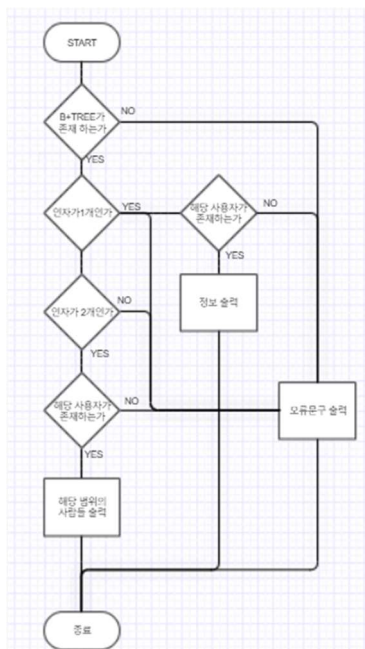 START
B+TREE가
존재 하는가
NO
YES
인자가1개인가
YES
해당 사용자가
존재하는가
NO
YES
정보 출력
인자가 2개인가
NO
YES
해당 사용자가
존재하는가
NO
오류문구 출력
YES
해당 범위의
사람들 출력
종료